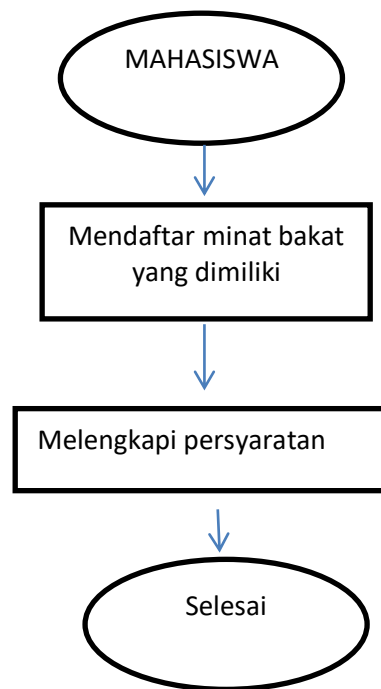 MAHASISWA
Mendaftar minat bakat
yang dimiliki
Melengkapi persyaratan
Selesai